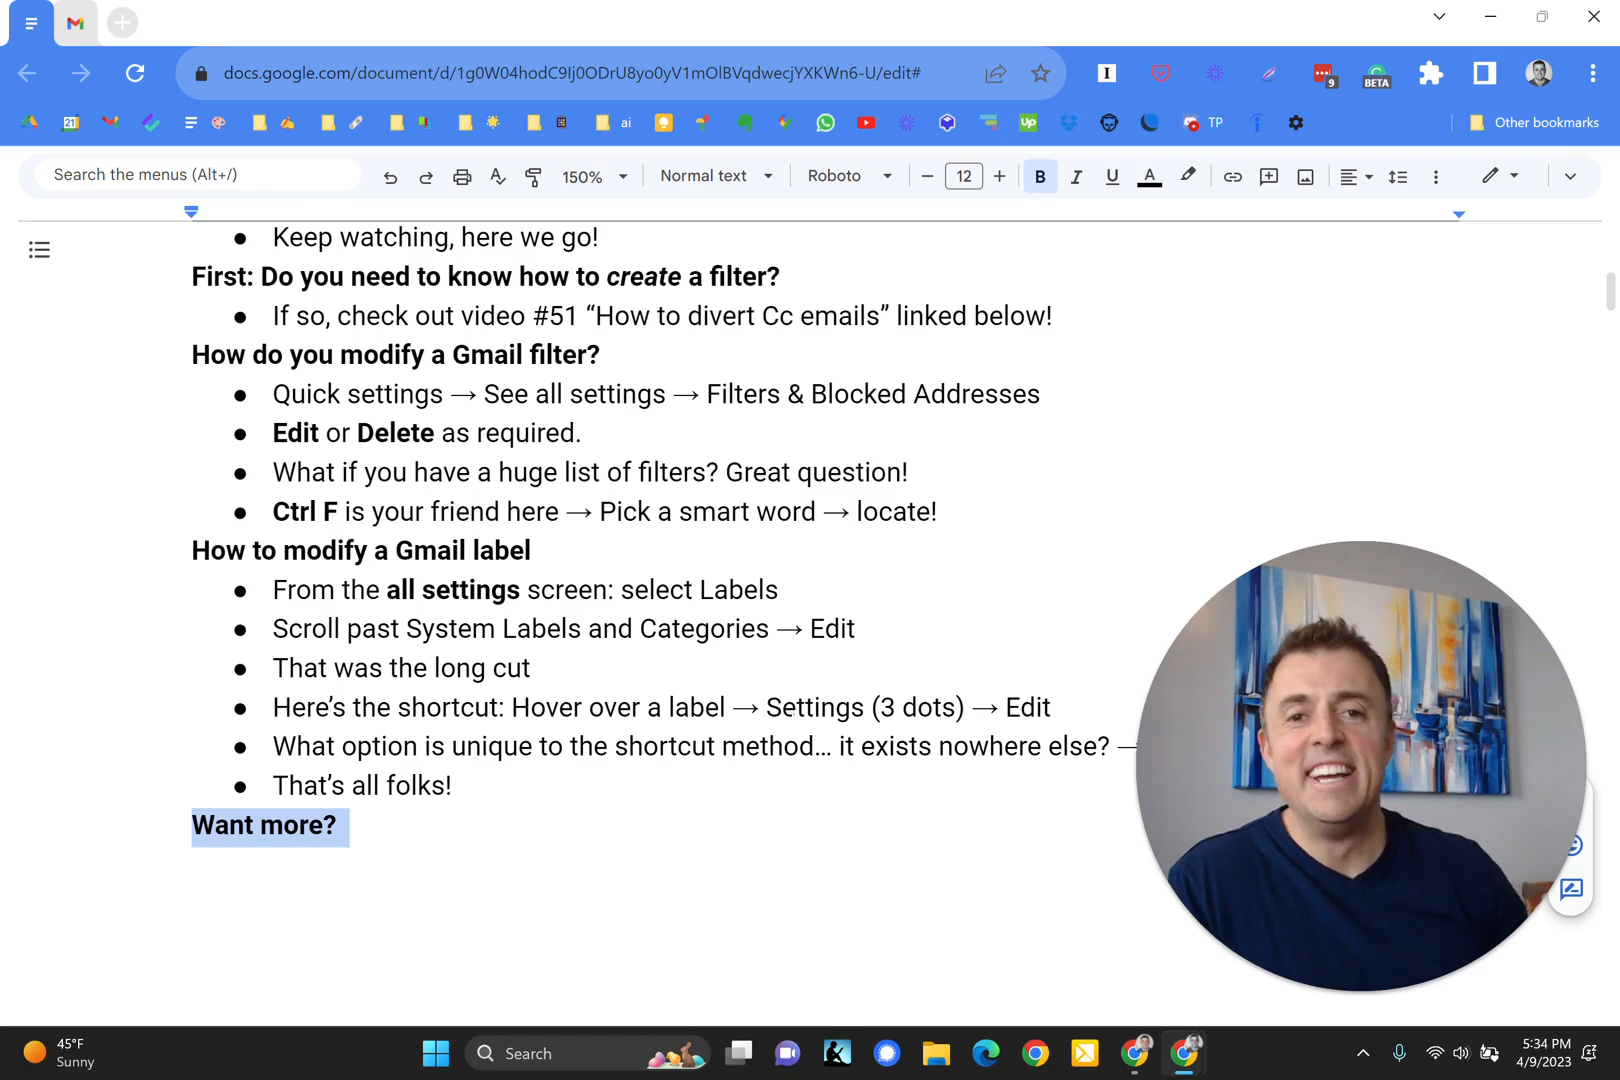 docs.google.com/document/d/1g0W04hodC9Ij0ODrU8yo0yV1mOlBVqdwecjYXKWn6-U/edit#
I
9
BETA
21
ai
Up
TP
Other bookmarks
Search the menus (Alt+/)
150%
Normal text
Roboto
12
B
I
U
A
● Keep watching, here we go!
First: Do you need to know how to create a filter?
● If so, check out video #51 “How to divert Cc emails” linked below!
How do you modify a Gmail filter?
● Quick settings → See all settings → Filters & Blocked Addresses
● Edit or Delete as required.
● What if you have a huge list of filters? Great question!
● Ctrl F is your friend here → Pick a smart word → locate!
How to modify a Gmail label
● From the all settings screen: select Labels
● Scroll past System Labels and Categories → Edit
● That was the long cut
● Here’s the shortcut: Hover over a label → Settings (3 dots) → Edit
● What option is unique to the shortcut method… it exists nowhere else? →
● That’s all folks!
Want more?
45°F
Sunny
Search
5:34 PM
4/9/2023